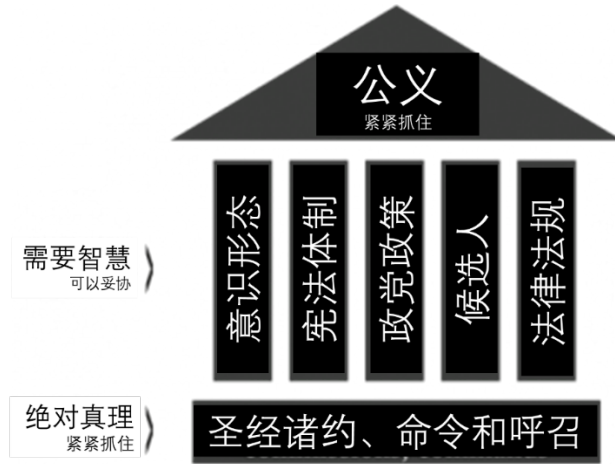 公义
紧紧抓住
意识形态
宪法体制
政党政策
候选人
法律法规
需要智慧
可以妥协
绝对真理
紧紧抓住
圣经诸约、命令和呼召